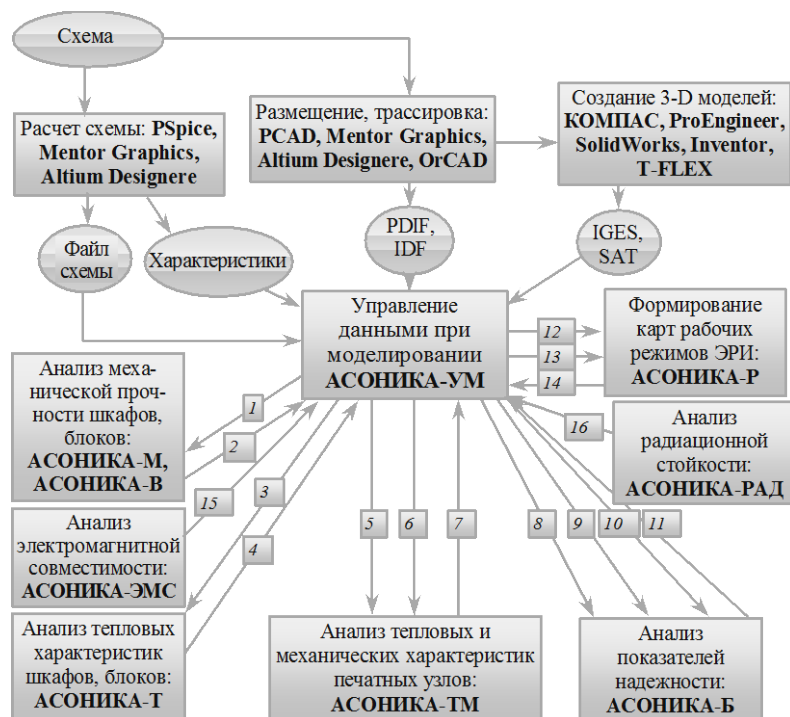 Схема
Расчет схемы: PSpice,
Mentor Graphics,
Altium Designere
Размещение, трассировка:
PCAD, Mentor Graphics,
Altium Designere, OrCAD
Создание 3-D моделей:
КОМПАС, ProEngineer,
SolidWorks, Inventor,
T-FLEX
Файл
схемы
Характеристики
PDIF,
IDF
IGES,
SAT
Управление
данными при
моделировании
АСОНИКА-УМ
12
13
14
Формирование
карт рабочих
режимов ЭРИ:
АСОНИКА-Р
Анализ меха-
нической проч-
ности шкафов,
блоков:
АСОНИКА-М,
АСОНИКА-В
1
2
16
Анализ
радиационной
стойкости:
АСОНИКА-РАД
15
3
4
5
6
7
8
9
10
11
Анализ
электромагнитной
совместимости:
АСОНИКА-ЭМС
Анализ тепловых
характеристик
шкафов, блоков:
АСОНИКА-Т
Анализ тепловых и
механических характеристик
печатных узлов:
АСОНИКА-ТМ
Анализ
показателей
надежности:
АСОНИКА-Б